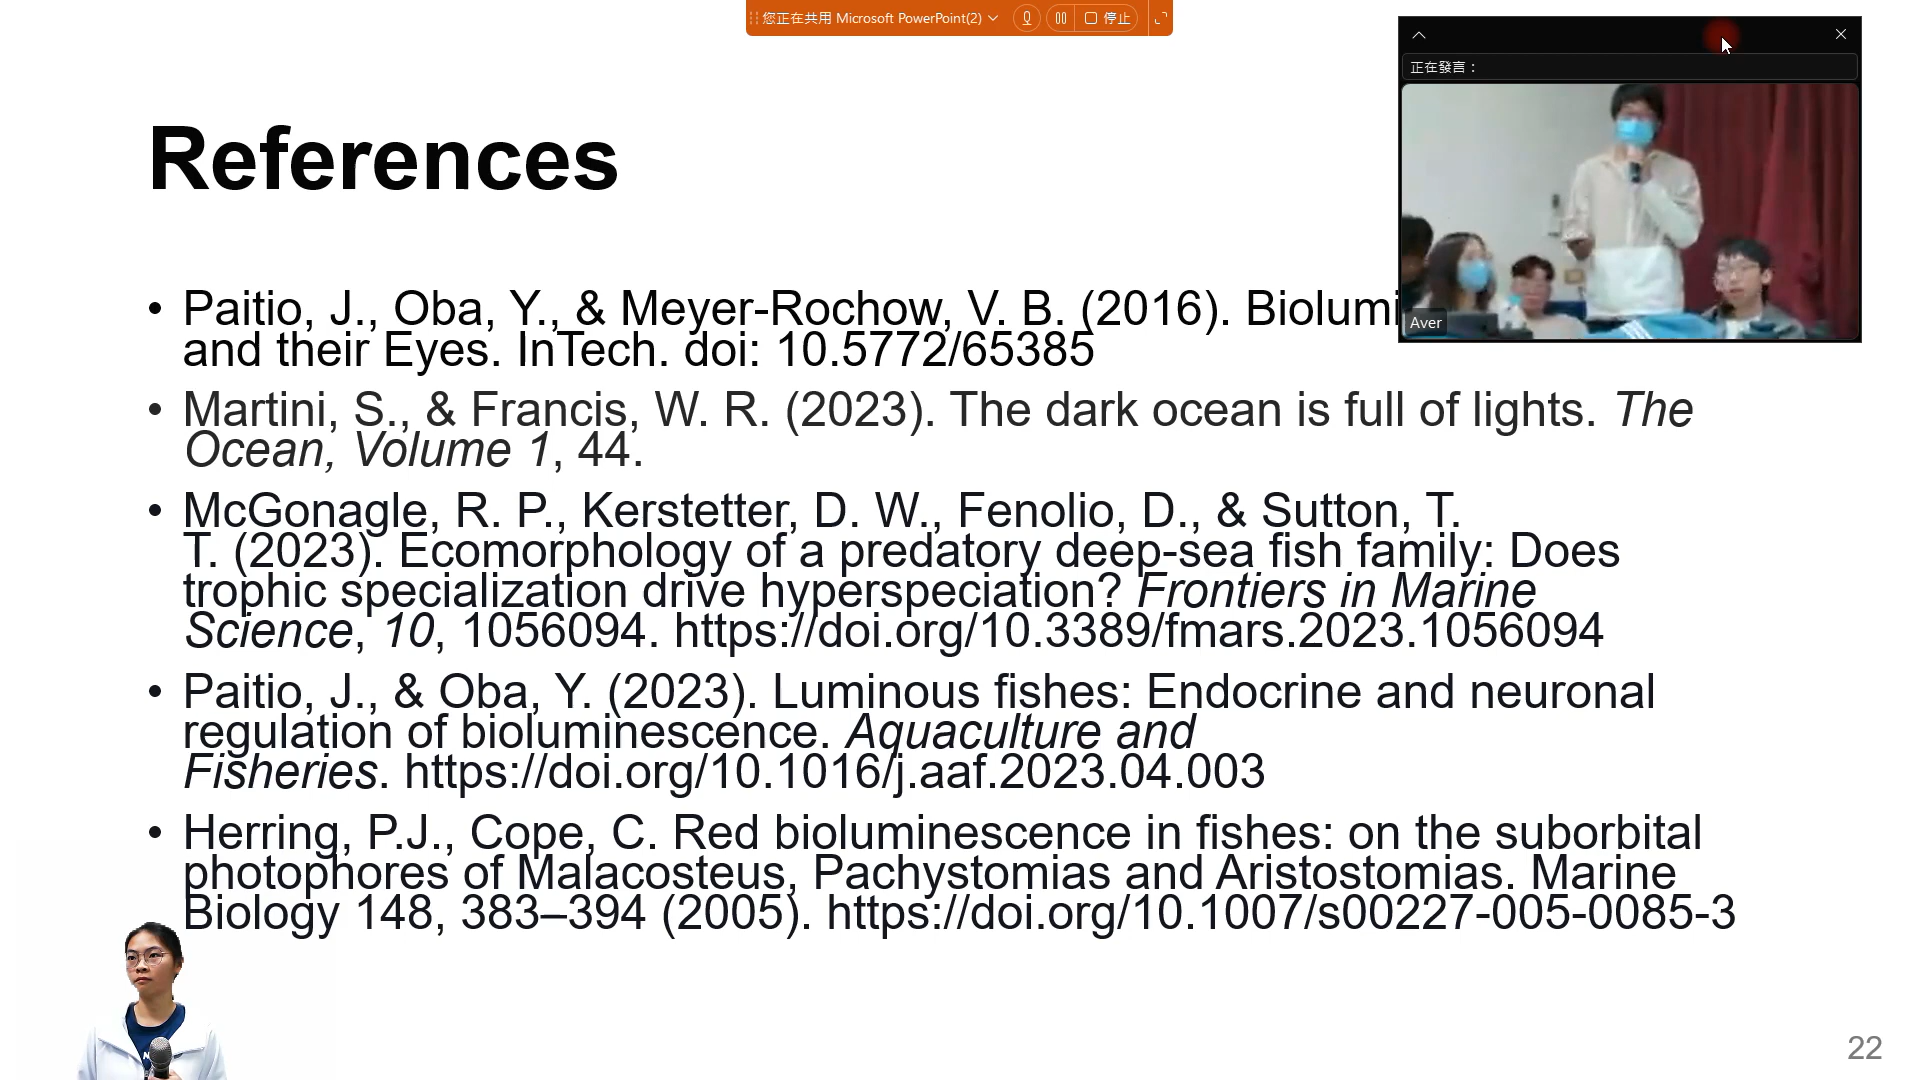 您正在共用 Microsoft PowerPoint(2)
停止
正在發言：
Aver
References
• Paitio, J., Oba, Y., & Meyer-Rochow, V. B. (2016).
and their Eyes. InTech. doi: 10.5772/65385
• Martini, S., & Francis, W. R. (2023). The dark ocean is full of lights. The
Ocean, Volume 1, 44.
• McGonagle, R. P., Kerstetter, D. W., Fenolio, D., & Sutton, T.
T. (2023). Ecomorphology of a predatory deep-sea fish family: Does
trophic specialization drive hyperspeciation? Frontiers in Marine
Science, 10, 1056094. https://doi.org/10.3389/fmars.2023.1056094
• Paitio, J., & Oba, Y. (2023). Luminous fishes: Endocrine and neuronal
regulation of bioluminescence. Aquaculture and
Fisheries. https://doi.org/10.1016/j.aaf.2023.04.003
• Herring, P.J., Cope, C. Red bioluminescence in fishes: on the suborbital
photophores of Malacosteus, Pachystomias and Aristostomias. Marine
Biology 148, 383–394 (2005). https://doi.org/10.1007/s00227-005-0085-3
22